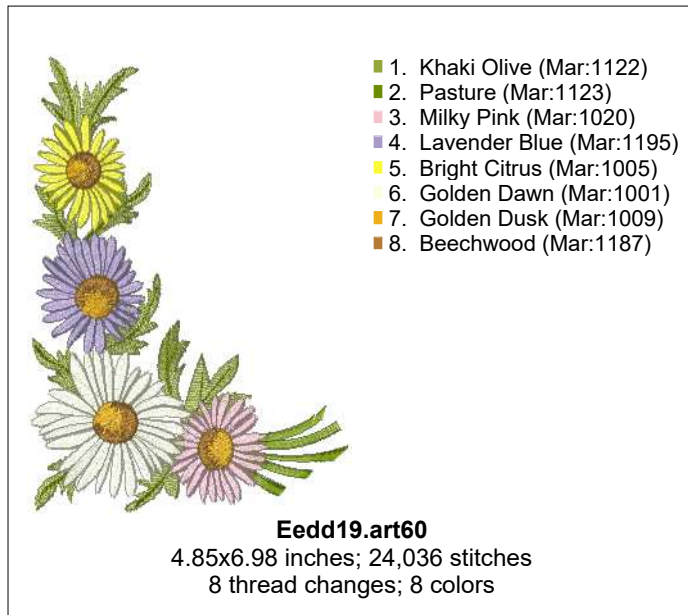 1. Khaki Olive (Mar:1122)
2. Pasture (Mar:1123)
3. Milky Pink (Mar:1020)
4. Lavender Blue (Mar:1195)
5. Bright Citrus (Mar:1005)
6. Golden Dawn (Mar:1001)
7. Golden Dusk (Mar:1009)
8. Beechwood (Mar:1187)
Eedd19.art60
4.85x6.98 inches; 24,036 stitches
8 thread changes; 8 colors